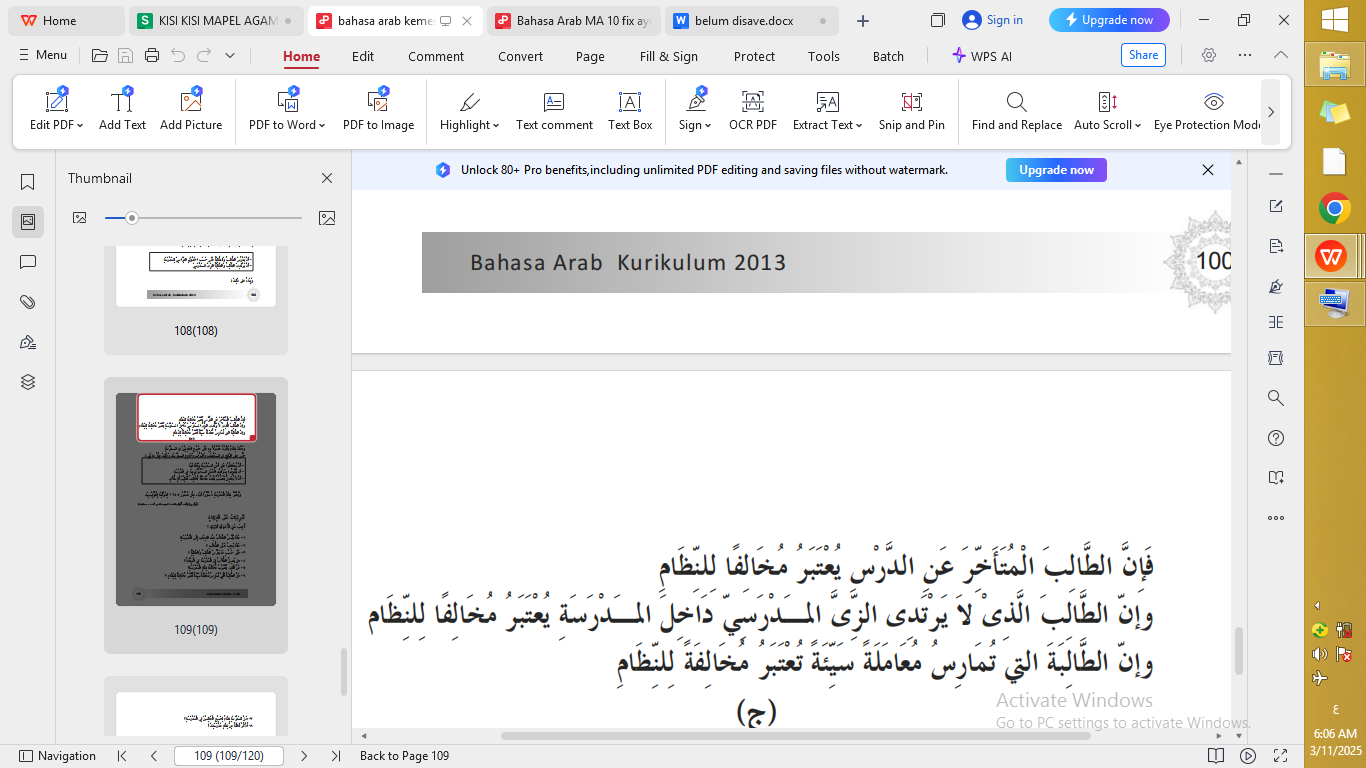 Home
KISI KISI MAPEL AGAM
bahasa arab keme
Bahasa Arab MA 10 fix ay
belum disave.docx
Sign in
Upgrade now
Menu
Home
Edit
Comment
Convert
Page
Fill & Sign
Protect
Tools
Batch
WPS AI
Share
Edit PDF
Add Text
Add Picture
PDF to Word
PDF to Image
Highlight
Text comment
Text Box
Sign
OCR PDF
Extract Text
Snip and Pin
Find and Replace
Auto Scroll
Eye Protection Mode
Thumbnail
Unlock 80+ Pro benefits,including unlimited PDF editing and saving files without watermark.
Upgrade now
108(108)
109(109)
Bahasa Arab Kurikulum 2013
100
فَإِنَّ الطَّالِبَ الْمُتَأَخِّرَ عَنِ الدَّرْسِ يُعْتَبَرُ مُخَالِفًا لِلنِّظَامِ
وإنّ الطَّالِبَ الَّذِىْ لاَ يَرْتَدِى الزِّىَّ المـــَدْرَسِيّ دَاخِلَ المـــَدْرَسَةِ يُعْتَبَرُ مُخَالِفًا لِلنِّظَام
وإنّ الطَّالِبَةَ التي تُمَارِسُ مُعَامَلَةً سَيِّئَةً تُعْتَبَرُ مُخَالِفَةً لِلنِّظَامِ
(ج)
Activate Windows
Go to PC settings to activate Windows.
Navigation
109 (109/120)
Back to Page 109
ع
6:06 AM
3/11/2025